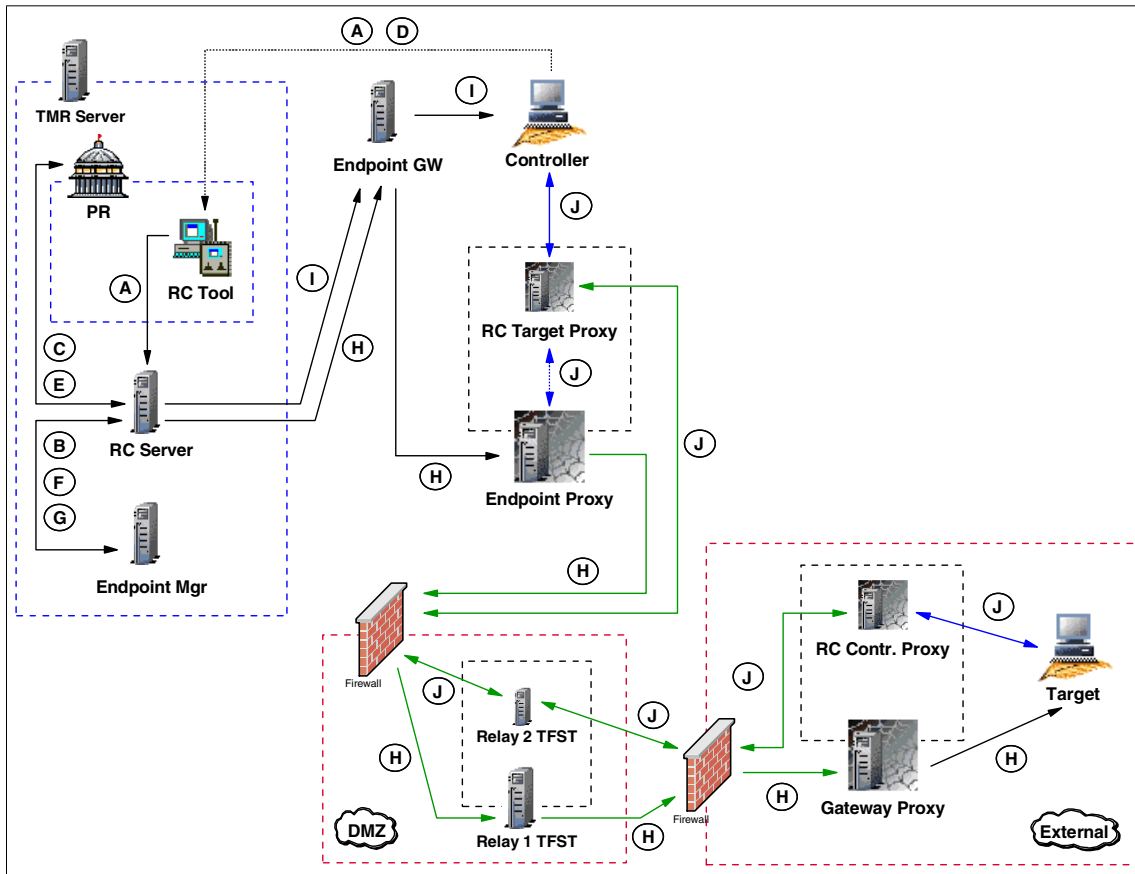 A D
TMR Server
I
Endpoint GW
Controller
PR
J
RC Tool
A
I
RC Target Proxy
H
C
J
E
RC Server
B
J
H
F
Endpoint Proxy
G
Endpoint Mgr
H
J
RC Contr. Proxy
Firewall
J
J
Target
J
Relay 2 TFST
H
H
H
Gateway Proxy
Firewall
DMZ
H
Relay 1 TFST
External